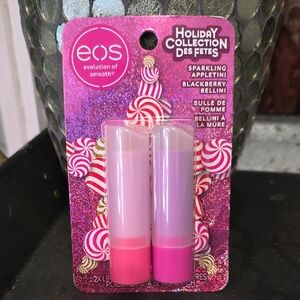 eos
evolution of
smooth®
HOLIDAY
COLLECTION
DES FÊTES
SPARKLING
APPLETINI
BLACKBERRY
BELLINI
BULLE DE
POMME
BELLINI À
LA MÛRE